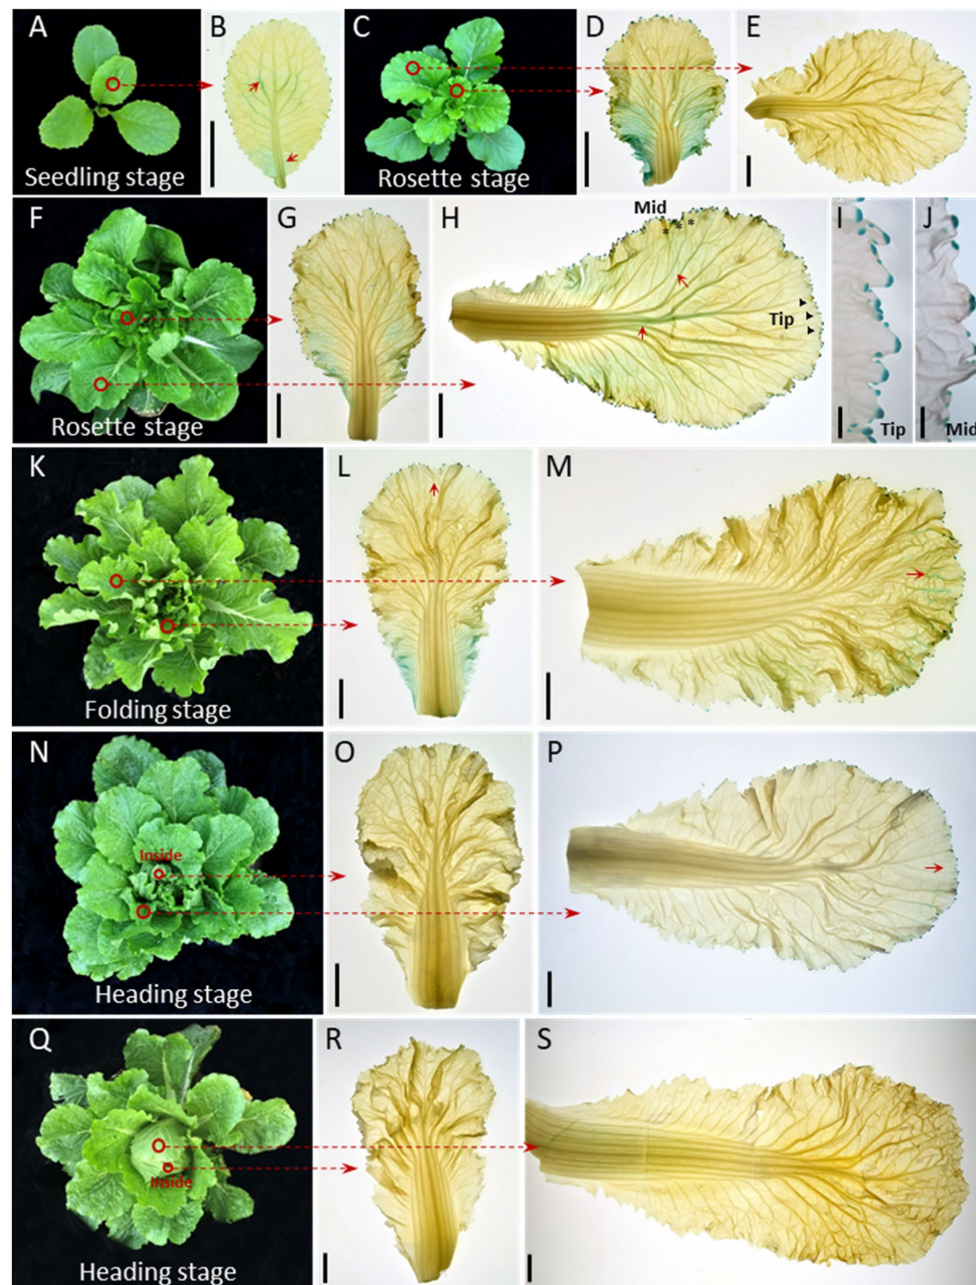 A
B
C
D
E
Seedling stage
Rosette stage
F
G
H
Mid
Tip
I
J
Rosette stage
Tip
Mid
K
L
M
Folding stage
N
O
P
Inside
Heading stage
Q
R
S
Inside
Heading stage